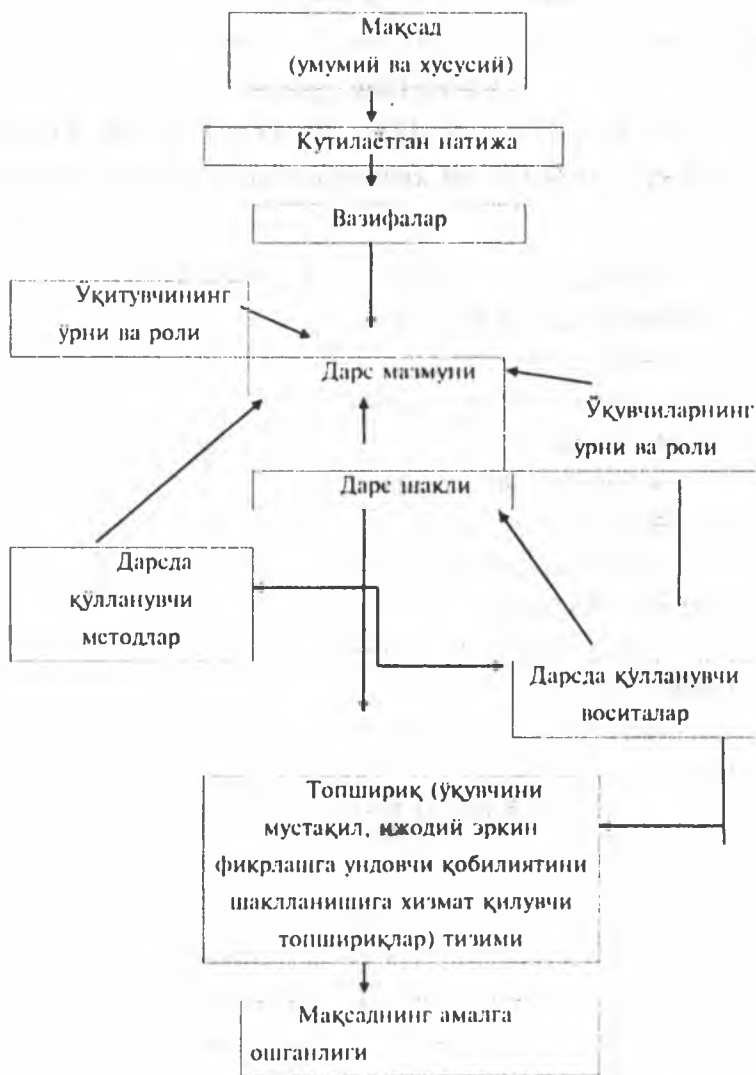 Мақсад
(умумий ва хусусий)
Кутилаётган натижа
Вазифалар
Ўқитувчининг
ўрни ва роли
Дарс мазмуни
Ўқувчиларнинг
ўрни ва роли
Дарс шакли
Дарсда
қўлланувчи
методлар
Дарсда қўлланувчи
воситалар
Топшириқ (ўқувчини
мустақил, ижодий эркин
фикрлашга ундовчи қобилиятини
шаклланишига хизмат қилувчи
топшириқлар) тизими
Мақсаднинг амалга
ошганлиги